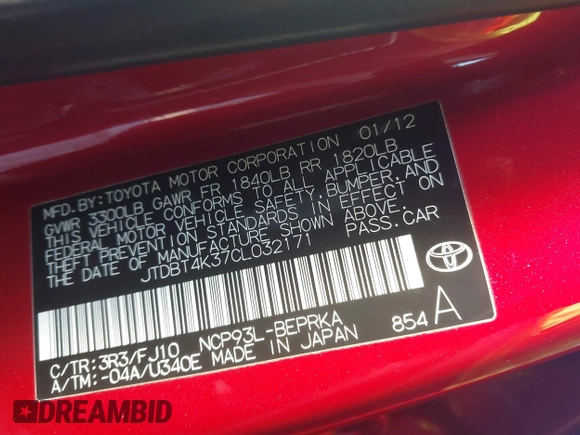 MFD.BY:TOYOTA MOTOR CORPORATION 01/12
GVWR 3300LB GAWR FR 1840LB RR 1820LB
THIS VEHICLE CONFORMS TO ALL APPLICABLE
FEDERAL MOTOR VEHICLE SAFETY,BUMPER,AND
THEFT PREVENTION STANDARDS IN EFFECT ON
THE DATE OF MANUFACTURE SHOWN ABOVE.
JTDBT4K37CL032171 PASS.CAR
C/TR:3R3/FJ10 NCP93L-BEPRKA 854 A
A/TM:-04A/U340E MADE IN JAPAN
DREAMBID